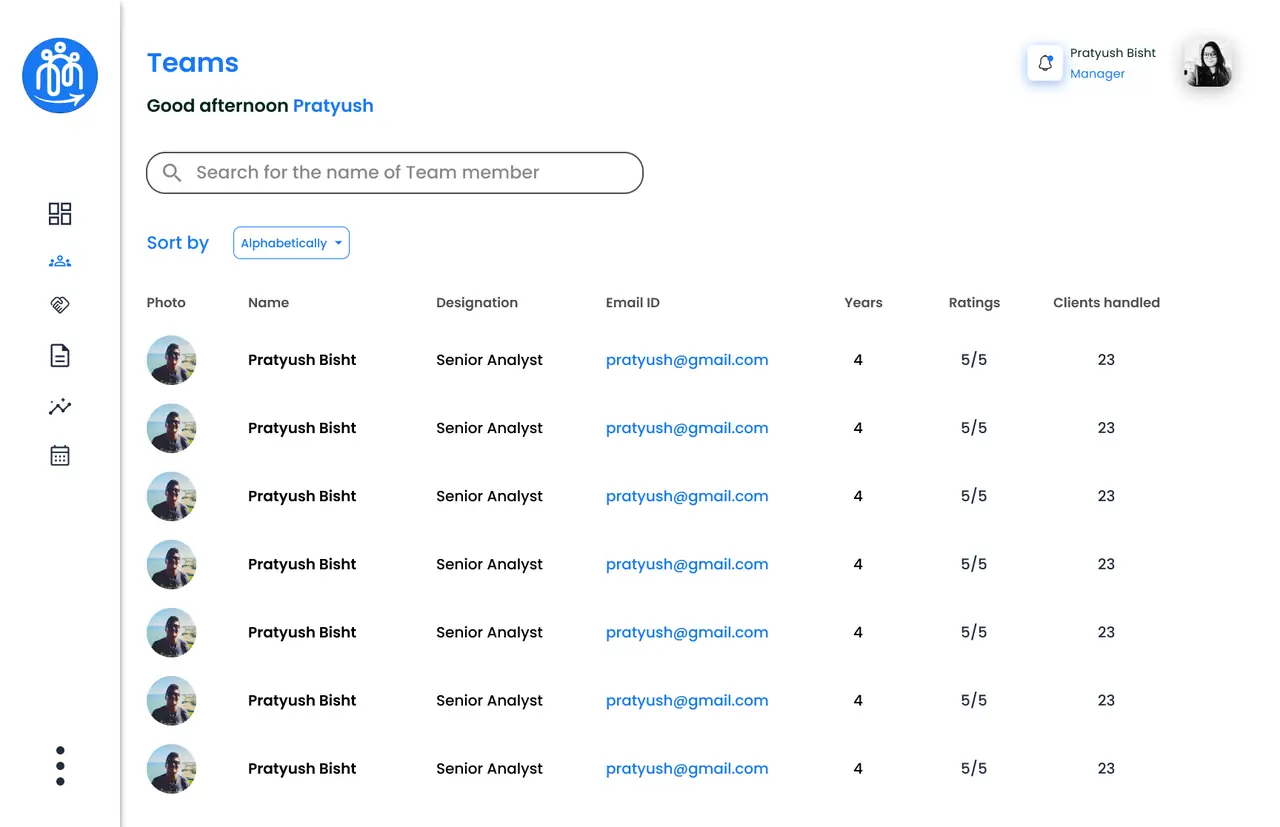 Teams
Pratyush Bisht
Manager
Good afternoon Pratyush
Search for the name of Team member
Sort by Alphabetically
Photo Name Designation Email ID Years Ratings Clients handled
Pratyush Bisht Senior Analyst pratyush@gmail.com 4 5/5 23
Pratyush Bisht Senior Analyst pratyush@gmail.com 4 5/5 23
Pratyush Bisht Senior Analyst pratyush@gmail.com 4 5/5 23
Pratyush Bisht Senior Analyst pratyush@gmail.com 4 5/5 23
Pratyush Bisht Senior Analyst pratyush@gmail.com 4 5/5 23
Pratyush Bisht Senior Analyst pratyush@gmail.com 4 5/5 23
Pratyush Bisht Senior Analyst pratyush@gmail.com 4 5/5 23